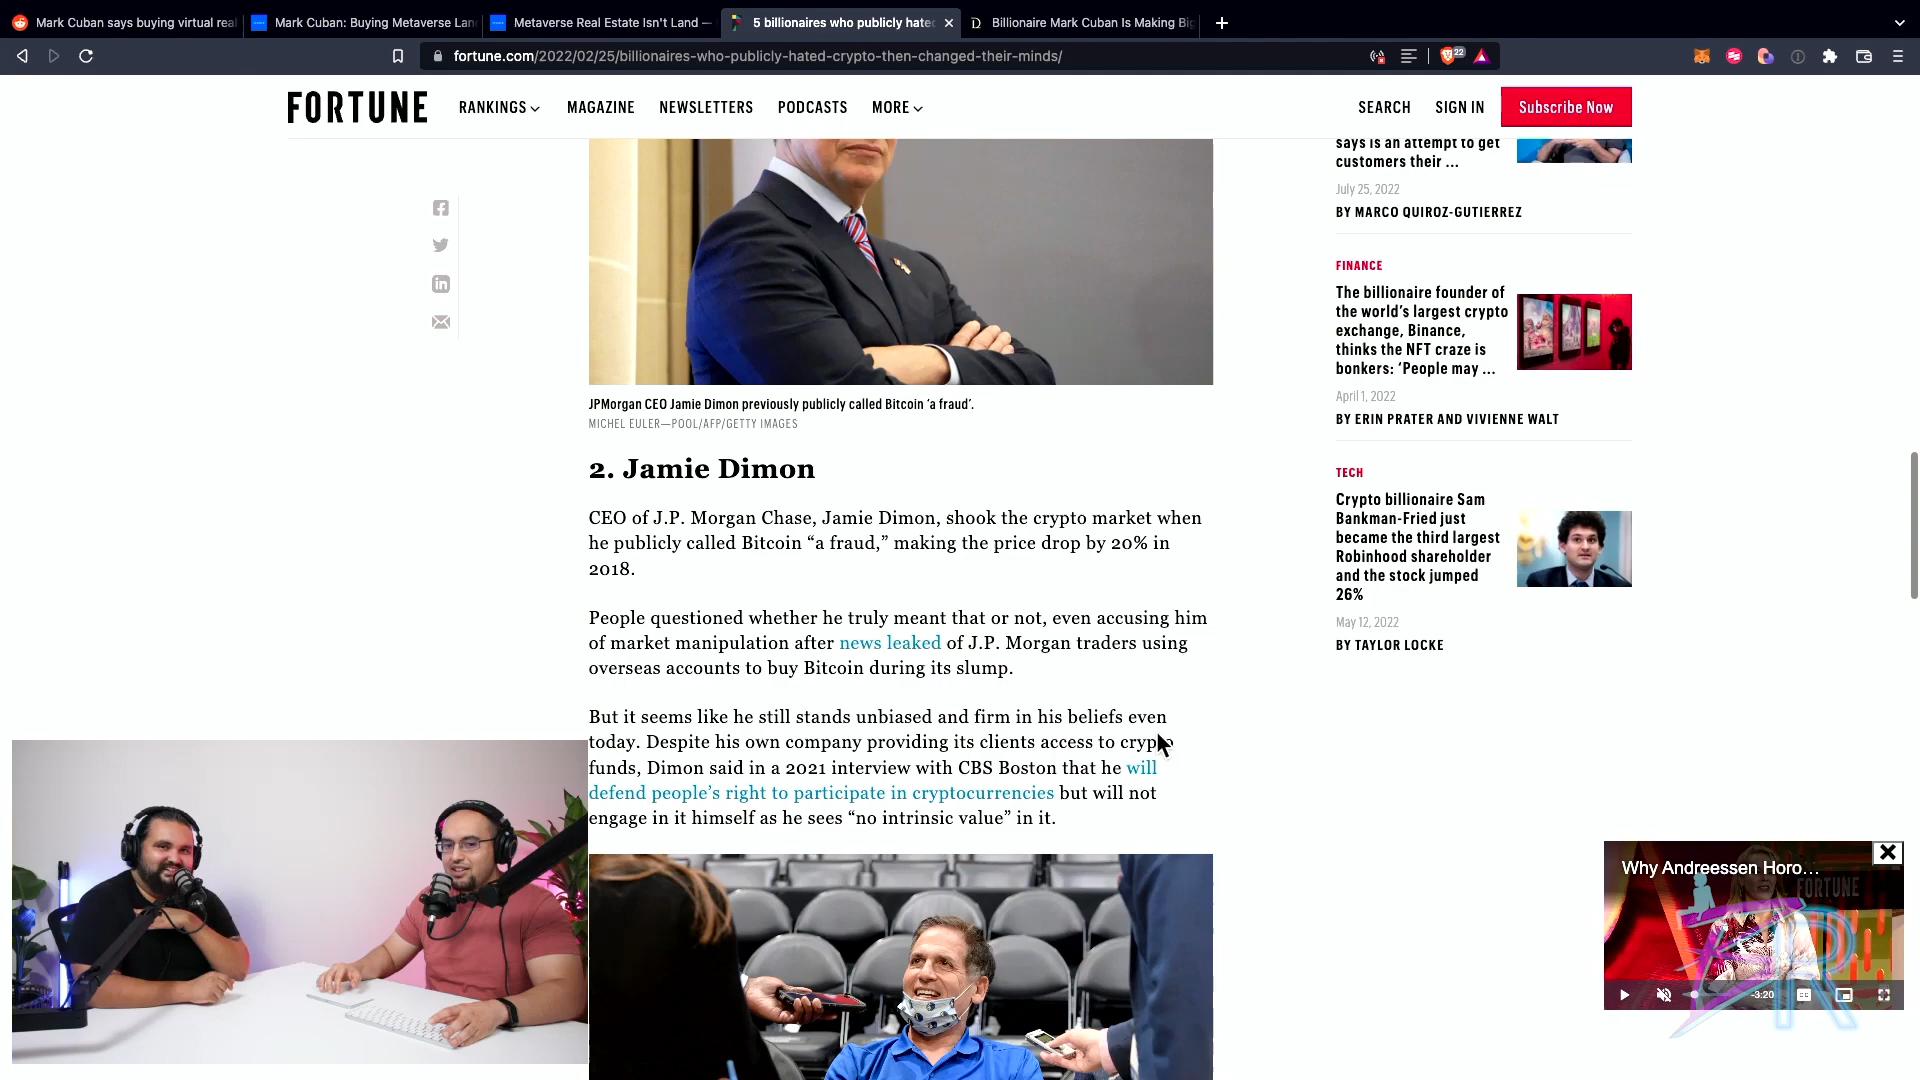 Mark Cuban says buying virtual real
Mark Cuban: Buying Metaverse Lan
Metaverse Real Estate Isn't Land —
5 billionaires who publicly hated
Billionaire Mark Cuban Is Making Big
fortune.com/2022/02/25/billionaires-who-publicly-hated-crypto-then-changed-their-minds/
22
FORTUNE
RANKINGS
MAGAZINE
NEWSLETTERS
PODCASTS
MORE
SEARCH
SIGN IN
Subscribe Now
JPMorgan CEO Jamie Dimon previously publicly called Bitcoin ‘a fraud’.
MICHEL EULER—POOL/AFP/GETTY IMAGES
2. Jamie Dimon
CEO of J.P. Morgan Chase, Jamie Dimon, shook the crypto market when
he publicly called Bitcoin “a fraud,” making the price drop by 20% in
2018.
People questioned whether he truly meant that or not, even accusing him
of market manipulation after news leaked of J.P. Morgan traders using
overseas accounts to buy Bitcoin during its slump.
But it seems like he still stands unbiased and firm in his beliefs even
today. Despite his own company providing its clients access to crypto
funds, Dimon said in a 2021 interview with CBS Boston that he will
defend people’s right to participate in cryptocurrencies but will not
engage in it himself as he sees “no intrinsic value” in it.
says is an attempt to get
customers their ...
July 25, 2022
BY MARCO QUIROZ-GUTIERREZ
FINANCE
The billionaire founder of
the world’s largest crypto
exchange, Binance,
thinks the NFT craze is
bonkers: ‘People may ...
April 1, 2022
BY ERIN PRATER AND VIVIENNE WALT
TECH
Crypto billionaire Sam
Bankman-Fried just
became the third largest
Robinhood shareholder
and the stock jumped
26%
May 12, 2022
BY TAYLOR LOCKE
Why Andreessen Horo...
FORTUNE
-3:20